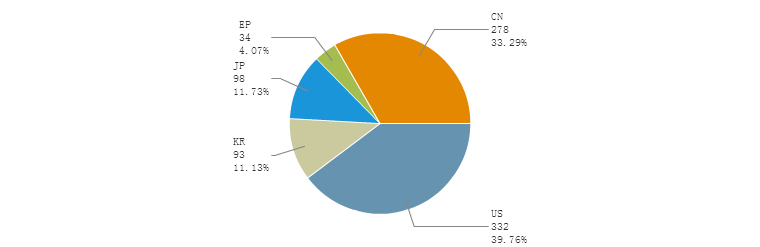 EP
34
4.07%
CN
278
33.29%
JP
98
11.73%
KR
93
11.13%
US
332
39.76%